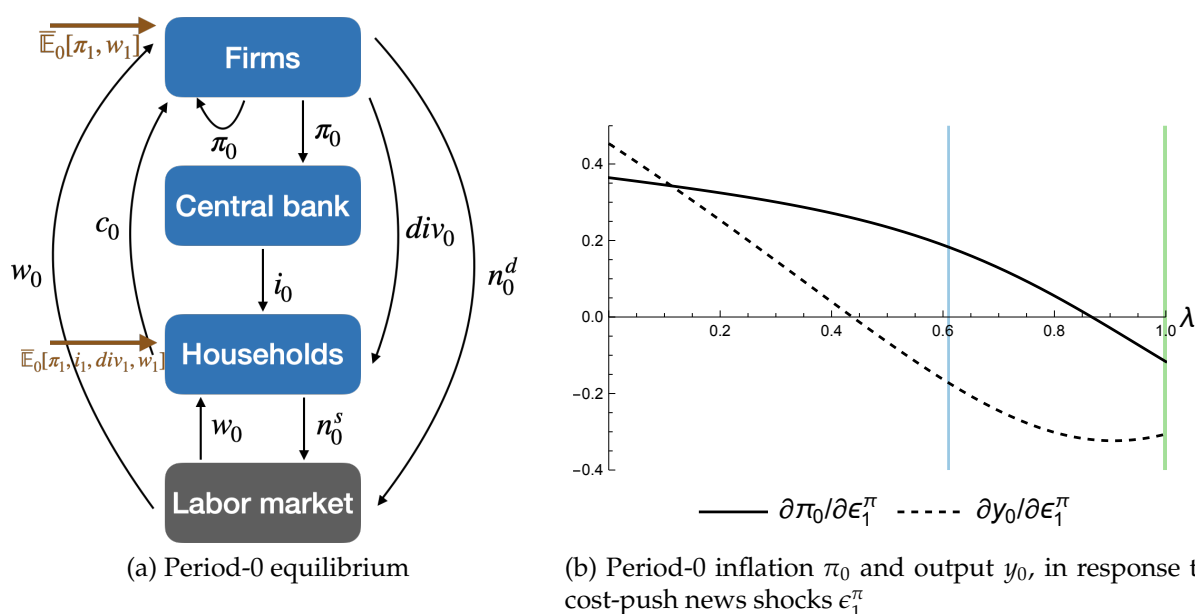 𝔼̅₀[π₁, w₁]
Firms
π₀
π₀
Central bank
c₀
div₀
w₀
n₀ᵈ
i₀
𝔼̅₀[π₁, i₁, div₁, w₁]
Households
w₀
n₀ˢ
Labor market
(a) Period-0 equilibrium
0.4
0.2
0.0
-0.2
-0.4
0.2
0.4
0.6
0.8
1.0
λ
∂π₀/∂ϵ₁^π
∂y₀/∂ϵ₁^π
(b) Period-0 inflation π₀ and output y₀, in response t
cost-push news shocks ϵ₁^π